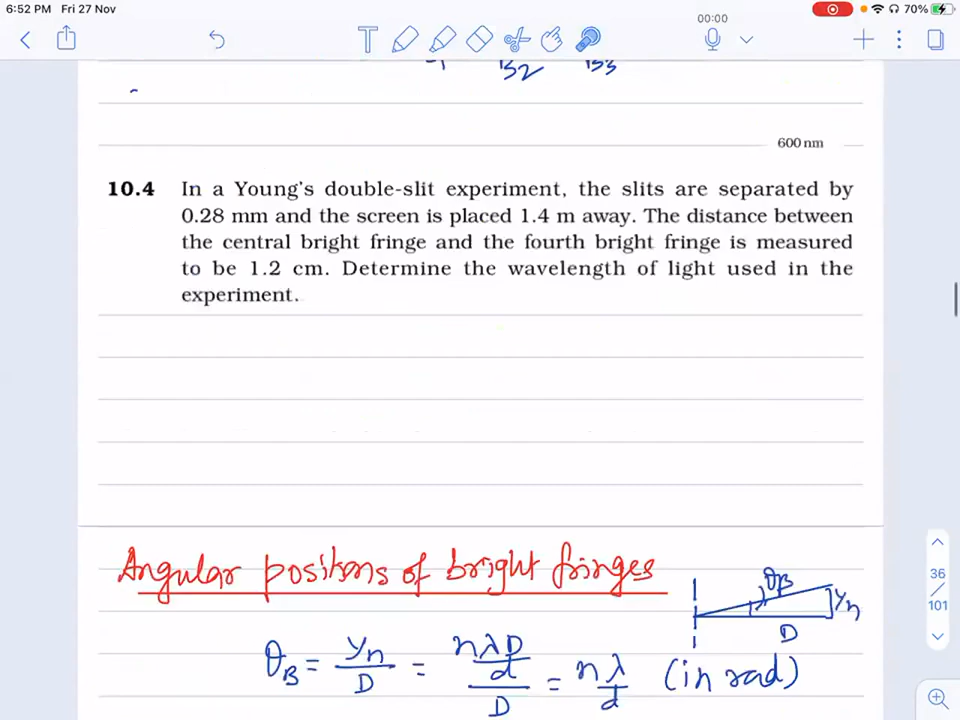 6:52 PM Fri 27 Nov
70%
00:00
T
B2 B3
600 nm
10.4 In a Young's double-slit experiment, the slits are separated by
0.28 mm and the screen is placed 1.4 m away. The distance between
the central bright fringe and the fourth bright fringe is measured
to be 1.2 cm. Determine the wavelength of light used in the
experiment.
Angular positions of bright fringes
θB
yn
D
θB = yn/D = (nλD/d)/D = nλ/d (in rad)
36
/
101